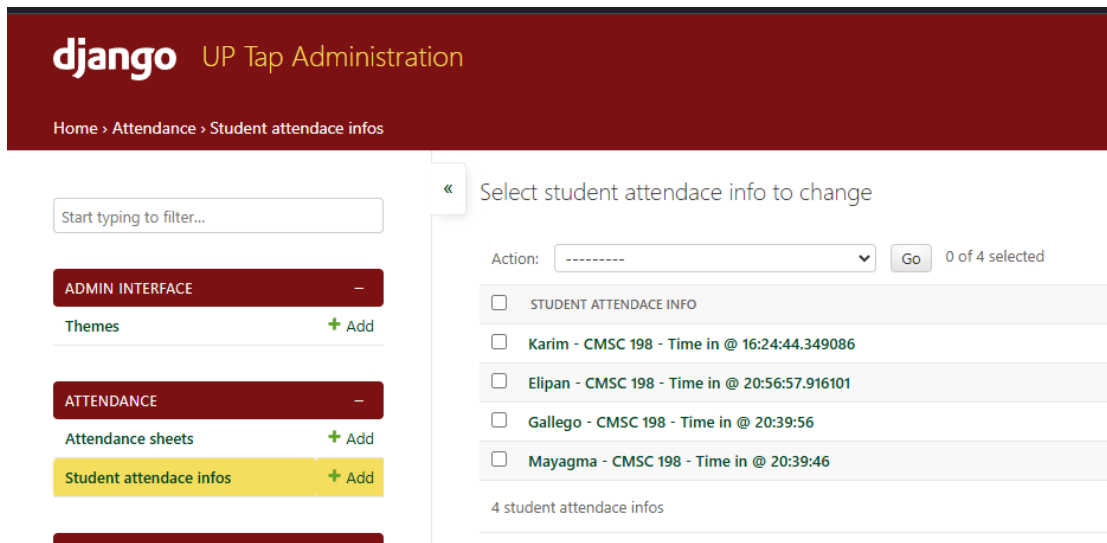 django UP Tap Administration
Home › Attendance › Student attendace infos
Start typing to filter...
ADMIN INTERFACE –
Themes + Add
ATTENDANCE –
Attendance sheets + Add
Student attendace infos + Add
«
Select student attendace info to change
Action: --------- Go 0 of 4 selected
STUDENT ATTENDACE INFO
Karim - CMSC 198 - Time in @ 16:24:44.349086
Elipan - CMSC 198 - Time in @ 20:56:57.916101
Gallego - CMSC 198 - Time in @ 20:39:56
Mayagma - CMSC 198 - Time in @ 20:39:46
4 student attendace infos